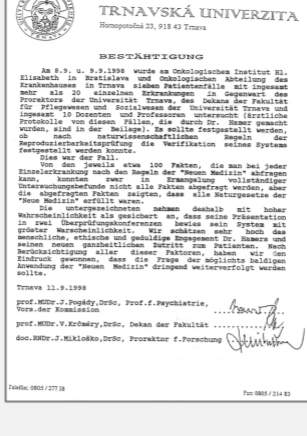 TRNAVSKÁ UNIVERZITA
Hornopotočná 23, 918 43 Trnava
BESTÄHTIGUNG
Am 8.9. u. 9.9.1998 wurde am Onkologischem Institut Hl.
Elisabeth in Bratislava und Onkologischen Abteilung des
Krankenhauses in Trnava sieben Patientenfälle mit ingesamt
mehr als 20 einzelnen Erkrankungen in Gegenwart des
Prorektors der Universität Trnava, des Dekans der Fakultät
für Pflegewesen und Sozialwesen der Universität Trnava und
ingesamt 10 Dozenten und Professoren untersucht (ärztliche
Protokolle von diesen Fällen, die durch Dr. Hamer gemacht
wurden, sind in der Beilage). Es sollte festgestellt werden,
ob nach naturwissenschaftlichen Regeln der
Reproduzierbarkeitsprüfung die Verifikation seines Systems
festgestellt werden konnte.
Dies war der Fall.
Von den jeweils etwa 100 Fakten, die man bei jeder
Einzelerkrankung nach den Regeln der "Neuen Medizin" abfragen
kann, konnten zwar in Ermangelung vollständiger
Untersuchungsbefunde nicht alle Fakten abgefragt werden, aber
die abgefragten Fakten zeigten, dass alle Naturgesetze der
"Neue Medizin" erfüllt waren.
Die untergezeichneten nehmen deshalb mit hoher
Wahrscheinlichkeit als gesichert an, dass seine Präsentation
in zwei Überprüfungskonferenzen bewies sein System mit
gröster Warscheinlichkeit. Wir schätzen sehr hoch das
menschliche, ethische und geduldige Engagement Dr. Hamers und
seinen neuen ganzheitlichen Zutritt zum Patienten. Nach
Berücksichtigung aller dieser Faktoren, haben wir den
Eindruck gewonnen, dass die Frage der möglichts baldigen
Anwendung der "Neuen Medizin" dringend weiterverfolgt werden
sollte.
Trnava 11.9.1998
prof.MUDr.J.Pogády,DrSc, Prof.f.Psychiatrie,
Vors.der Kommission
prof.MUDr.V.Krčméry,DrSc, Dekan der Fakultät
doc.RNDr.J.Mikloško,DrSc, Prorektor f.Forschung
Telefón: 0805 / 277 38
Fax: 0805 / 214 83